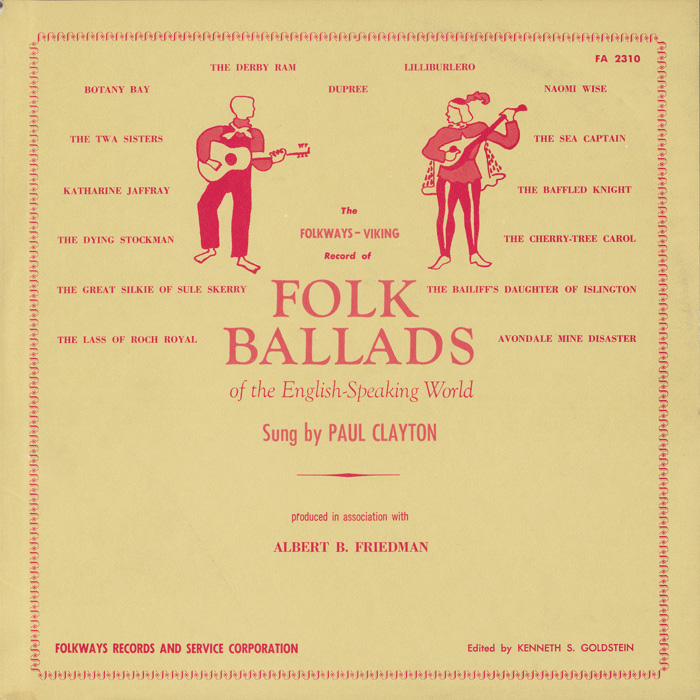 FA 2310
THE DERBY RAM
LILLIBURLERO
BOTANY BAY
DUPREE
NAOMI WISE
THE TWA SISTERS
THE SEA CAPTAIN
KATHARINE JAFFRAY
THE BAFFLED KNIGHT
The
FOLKWAYS – VIKING
Record of
THE DYING STOCKMAN
THE CHERRY-TREE CAROL
THE GREAT SILKIE OF SULE SKERRY
THE BAILIFF'S DAUGHTER OF ISLINGTON
FOLK
BALLADS
THE LASS OF ROCH ROYAL
AVONDALE MINE DISASTER
of the English-Speaking World
Sung by PAUL CLAYTON
produced in association with
ALBERT B. FRIEDMAN
FOLKWAYS RECORDS AND SERVICE CORPORATION
Edited by KENNETH S. GOLDSTEIN